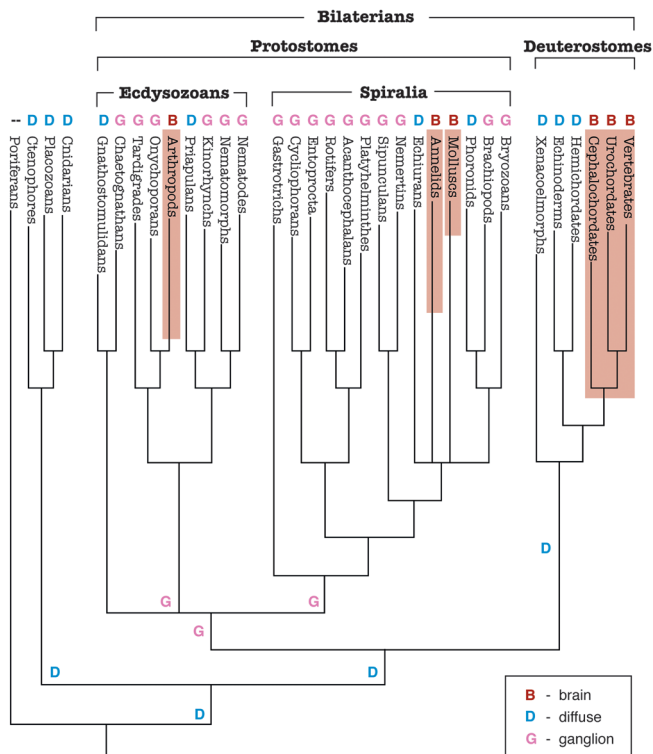 Bilaterians
Protostomes
Deuterostomes
Ecdysozoans
Spiralia
-- D D D D G G G B D G G G G G G G G G G G D B B D G G D D D B B B
Poriferans
Ctenophores
Placozoans
Cnidarians
Gnathostomulidans
Chaetognathans
Tardigrades
Onychoporans
Arthropods
Priapulans
Kinorhynchs
Nematomorphs
Nematodes
Gastrotrichs
Cycliophorans
Entoprocta
Rotifers
Acanthocephalans
Platyhelminthes
Sipunculans
Nemertins
Echiurans
Annelids
Molluscs
Phoronids
Brachiopods
Bryozoans
Xenacoelmorphs
Echinoderms
Hemichordates
Cephalochordates
Urochordates
Vertebrates
D
G
G
G
D
D
D
B - brain
D - diffuse
G - ganglion